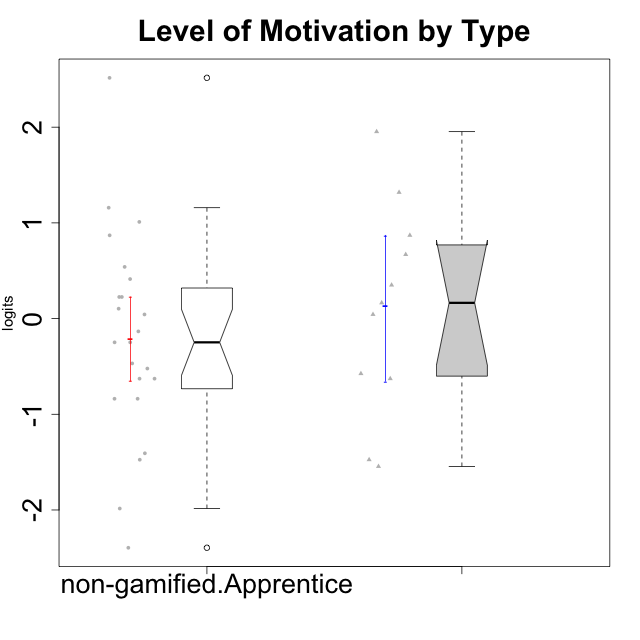 Level of Motivation by Type
2
1
0
-1
-2
logits
non-gamified.Apprentice